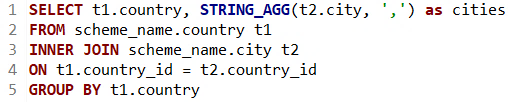 1 SELECT t1.country, STRING_AGG(t2.city, ',') as cities
2 FROM scheme_name.country t1
3 INNER JOIN scheme_name.city t2
4 ON t1.country_id = t2.country_id
5 GROUP BY t1.country